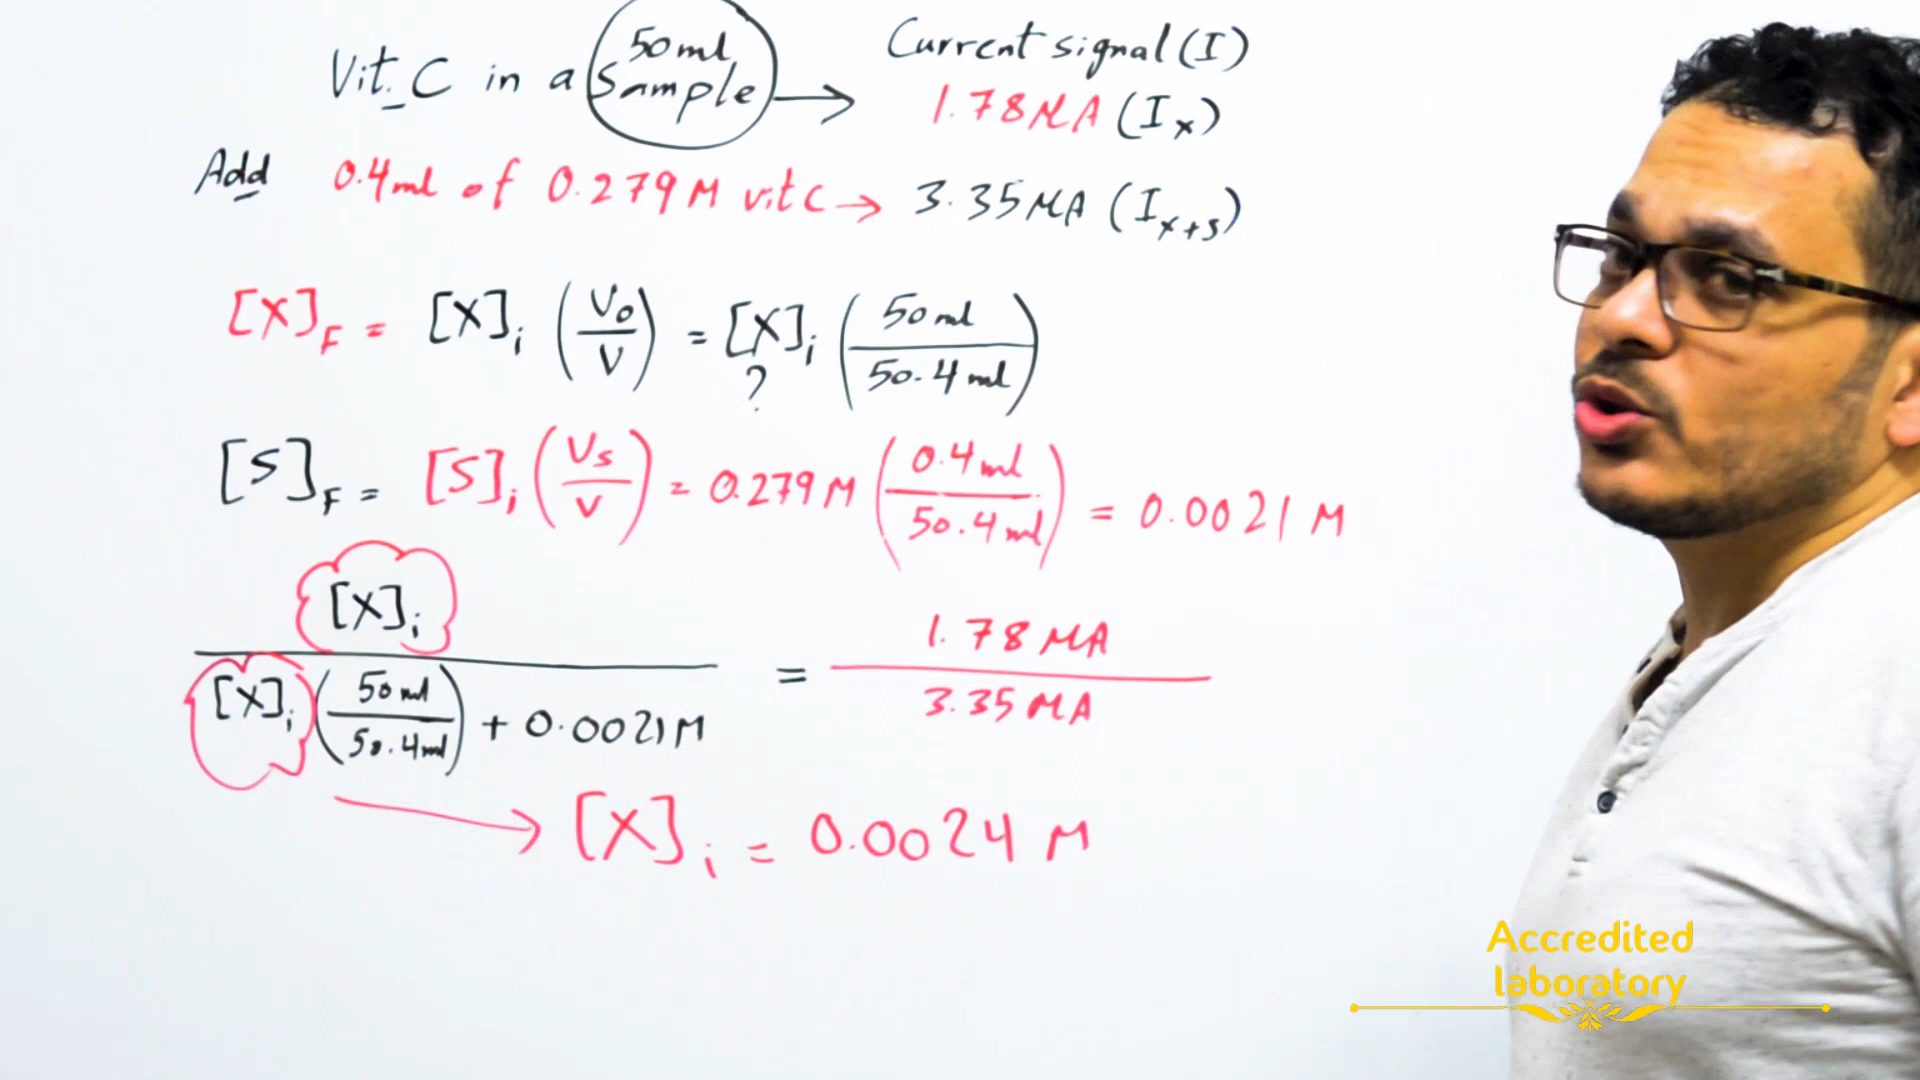 Vit. C in a 50ml Sample → Current signal (I)
1.78 MA (Ix)
Add 0.4ml of 0.279 M vit C → 3.35 MA (Ix+s)
[X]F = [X]i (Vo/V) = [X]i (50 ml/50.4 ml)
?
[S]F = [S]i (Vs/V) = 0.279 M (0.4 ml/50.4 ml) = 0.0021 M
[X]i / [X]i (50 ml/50.4 ml) + 0.0021 M = 1.78 MA / 3.35 MA
→ [X]i = 0.0024 M
Accredited
laboratory